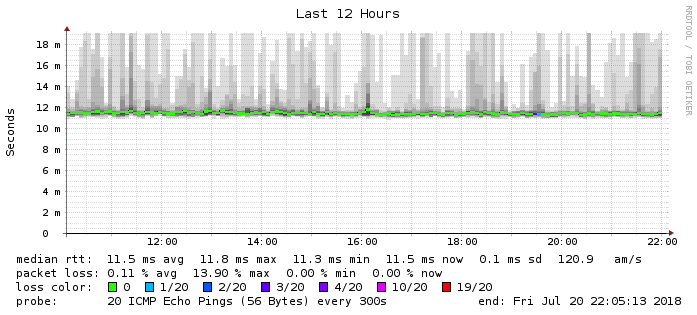 Last 12 Hours
RRDTOOL / TOBI OETIKER
Seconds
18 m
16 m
14 m
12 m
10 m
8 m
6 m
4 m
2 m
0
12:00 14:00 16:00 18:00 20:00 22:00
median rtt: 11.5 ms avg 11.8 ms max 11.3 ms min 11.5 ms now 0.1 ms sd 120.9 am/s
packet loss: 0.11 % avg 13.90 % max 0.00 % min 0.00 % now
loss color: 0 1/20 2/20 3/20 4/20 10/20 19/20
probe: 20 ICMP Echo Pings (56 Bytes) every 300s end: Fri Jul 20 22:05:13 2018